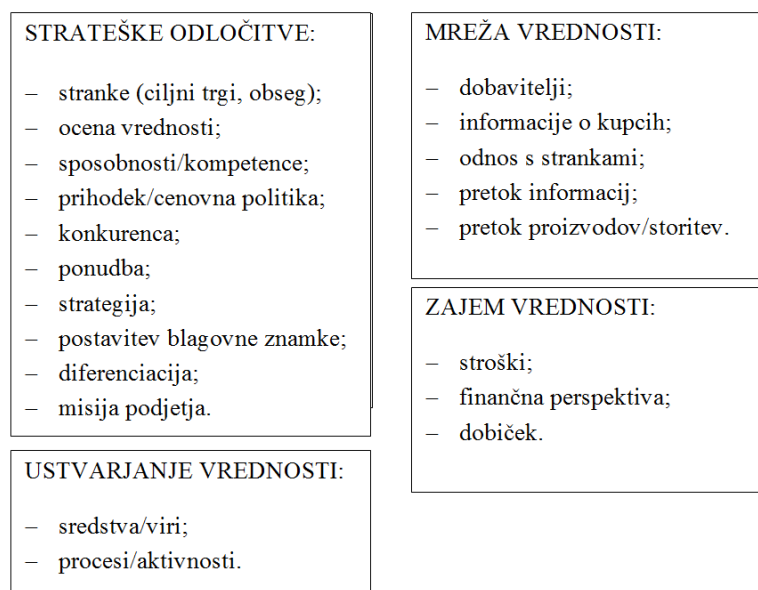 STRATEŠKE ODLOČITVE:
– stranke (ciljni trgi, obseg);
– ocena vrednosti;
– sposobnosti/kompetence;
– prihodek/cenovna politika;
– konkurenca;
– ponudba;
– strategija;
– postavitev blagovne znamke;
– diferenciacija;
– misija podjetja.
MREŽA VREDNOSTI:
– dobavitelji;
– informacije o kupcih;
– odnos s strankami;
– pretok informacij;
– pretok proizvodov/storitev.
USTVARJANJE VREDNOSTI:
– sredstva/viri;
– procesi/aktivnosti.
ZAJEM VREDNOSTI:
– stroški;
– finančna perspektiva;
– dobiček.